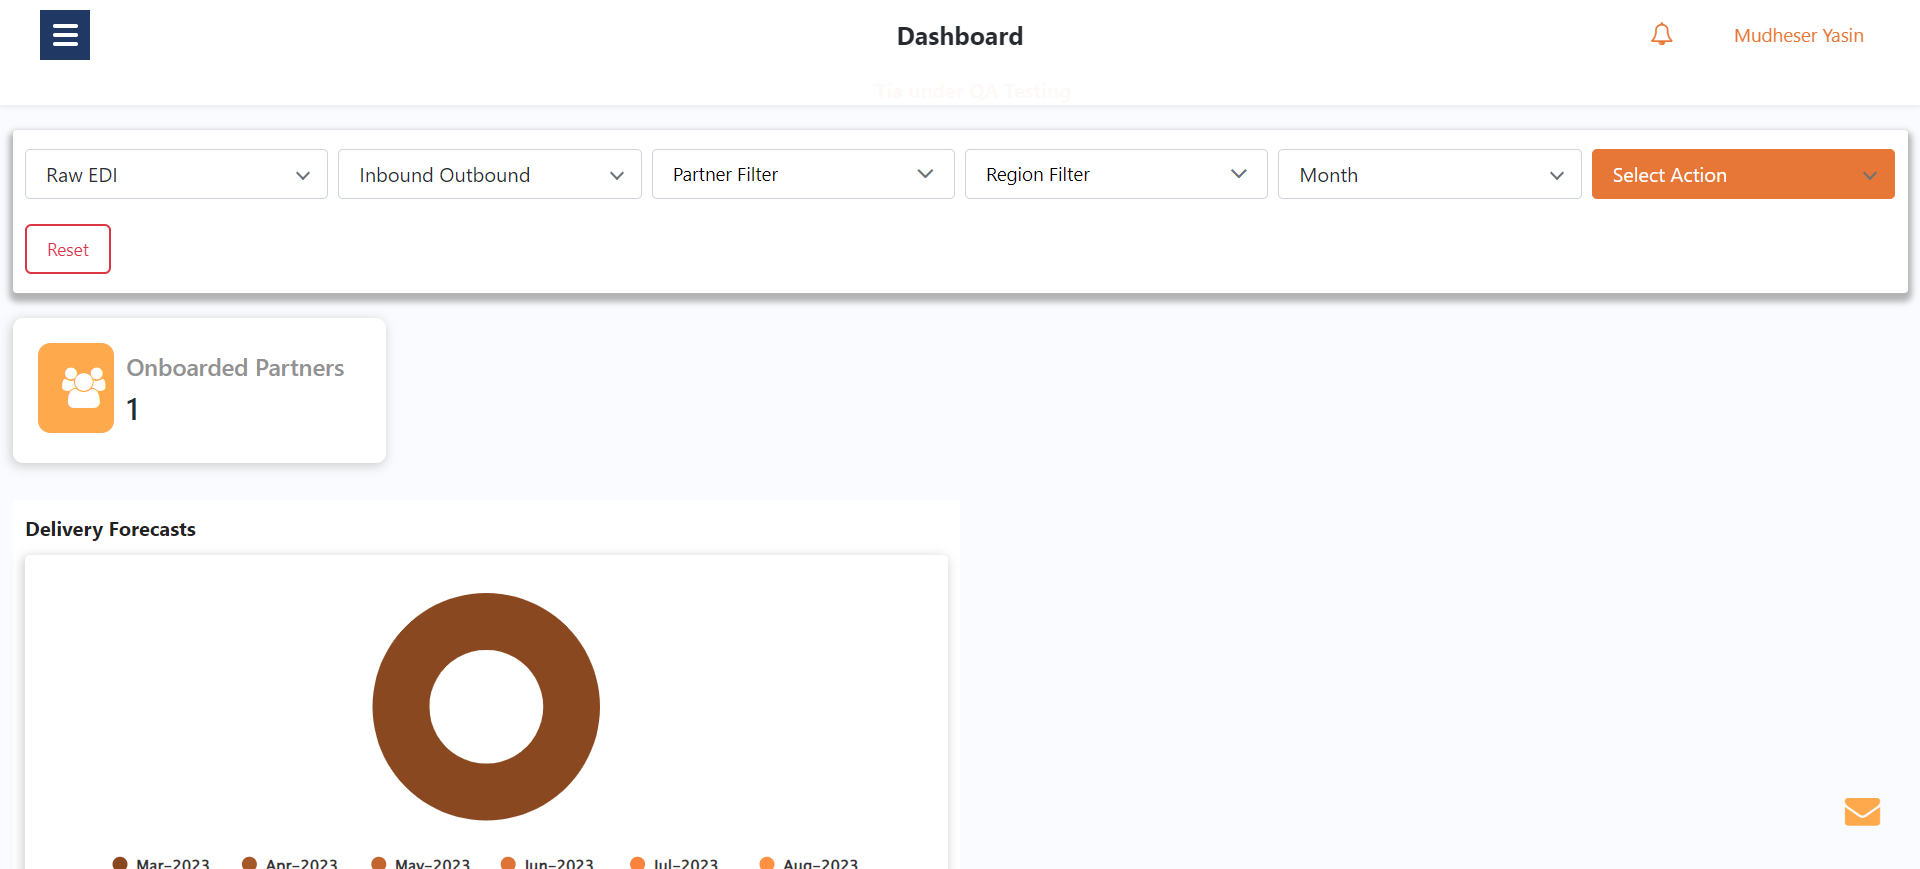 Dashboard
Mudheser Yasin
Tia under QA Testing
Raw EDI
Inbound Outbound
Partner Filter
Region Filter
Month
Select Action
Reset
Onboarded Partners
1
Delivery Forecasts
Mar-2023
Apr-2023
May-2023
Jun-2023
Jul-2023
Aug-2023